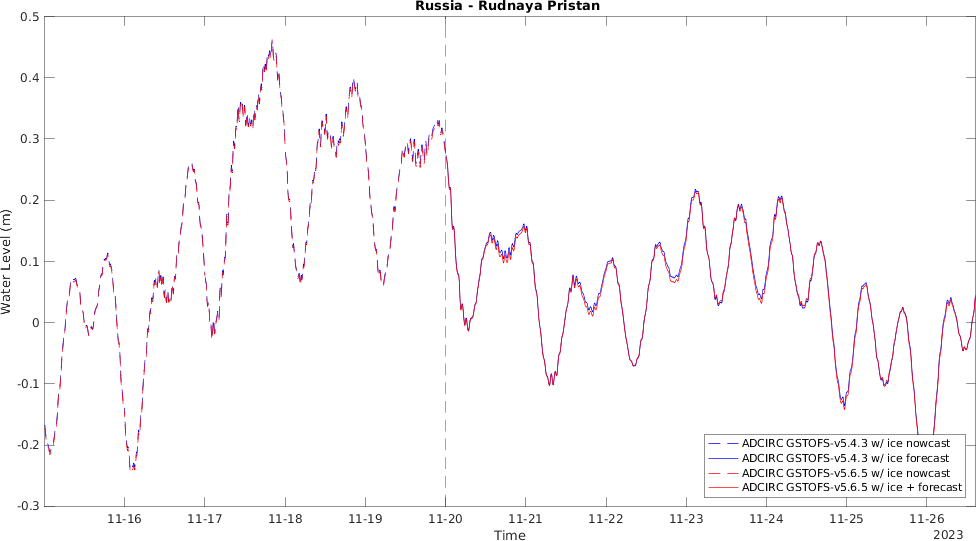 Russia - Rudnaya Pristan
0.5
0.4
0.3
0.2
0.1
0
-0.1
-0.2
-0.3
Water Level (m)
ADCIRC GSTOFS-v5.4.3 w/ ice nowcast
ADCIRC GSTOFS-v5.4.3 w/ ice forecast
ADCIRC GSTOFS-v5.6.5 w/ ice nowcast
ADCIRC GSTOFS-v5.6.5 w/ ice + forecast
11-16 11-17 11-18 11-19 11-20 11-21 11-22 11-23 11-24 11-25 11-26
Time
2023